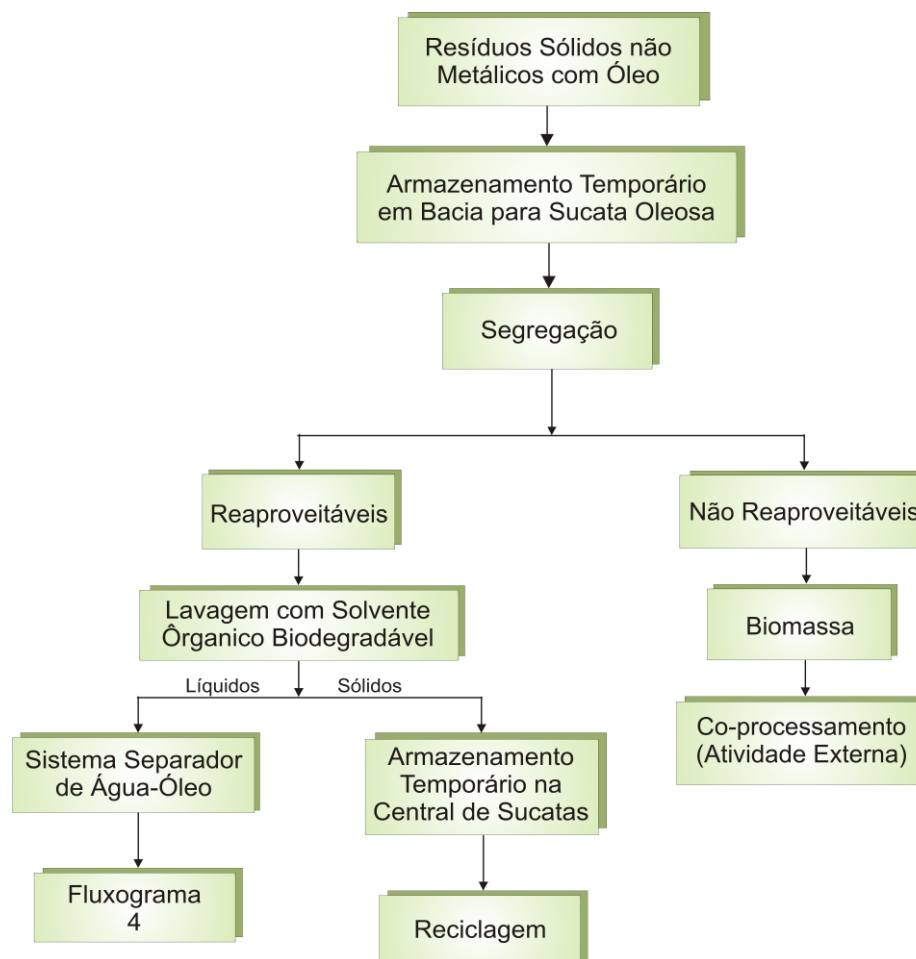 Resíduos Sólidos não
Metálicos com Óleo
Armazenamento Temporário
em Bacia para Sucata Oleosa
Segregação
Reaproveitáveis
Não Reaproveitáveis
Lavagem com Solvente
Ôrganico Biodegradável
Biomassa
Líquidos
Sólidos
Sistema Separador
de Água-Óleo
Armazenamento
Temporário na
Central de Sucatas
Co-processamento
(Atividade Externa)
Fluxograma
4
Reciclagem